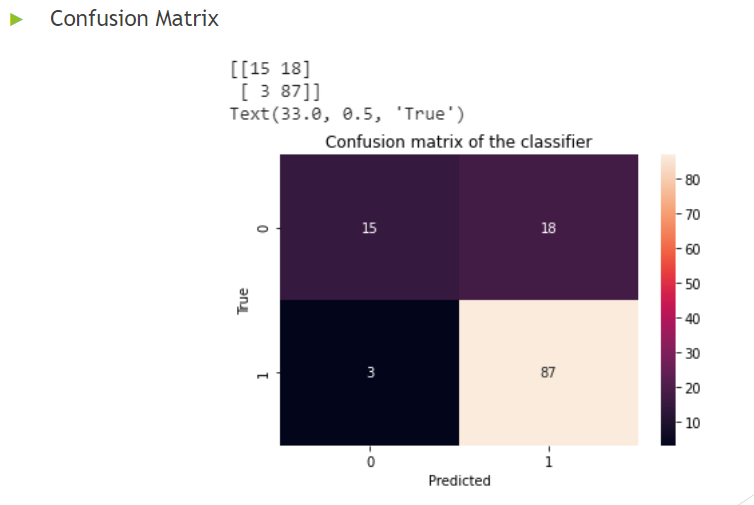 Confusion Matrix
[[15 18]
 [ 3 87]]
Text(33.0, 0.5, 'True')
Confusion matrix of the classifier
0
15
18
80
70
60
50
40
30
20
10
True
1
3
87
0
1
Predicted